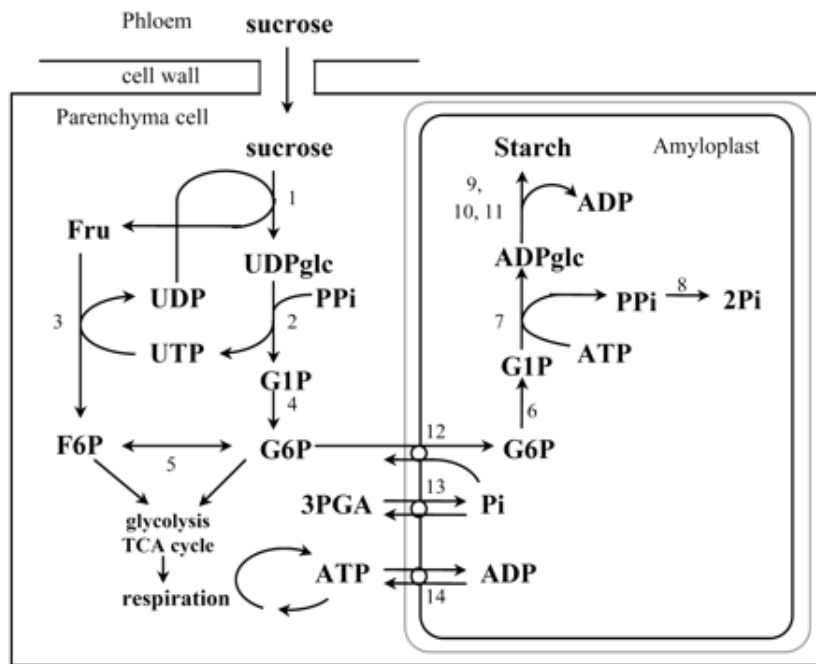 Phloem
sucrose
cell wall
Parenchyma cell
sucrose
1
Fru
UDPglc
UDP
PPi
3
2
UTP
G1P
4
F6P
5
G6P
glycolysis
TCA cycle
respiration
12
3PGA
13
Pi
ATP
14
ADP
Amyloplast
Starch
9,
10, 11
ADP
ADPglc
7
PPi
8
2Pi
ATP
G1P
6
G6P